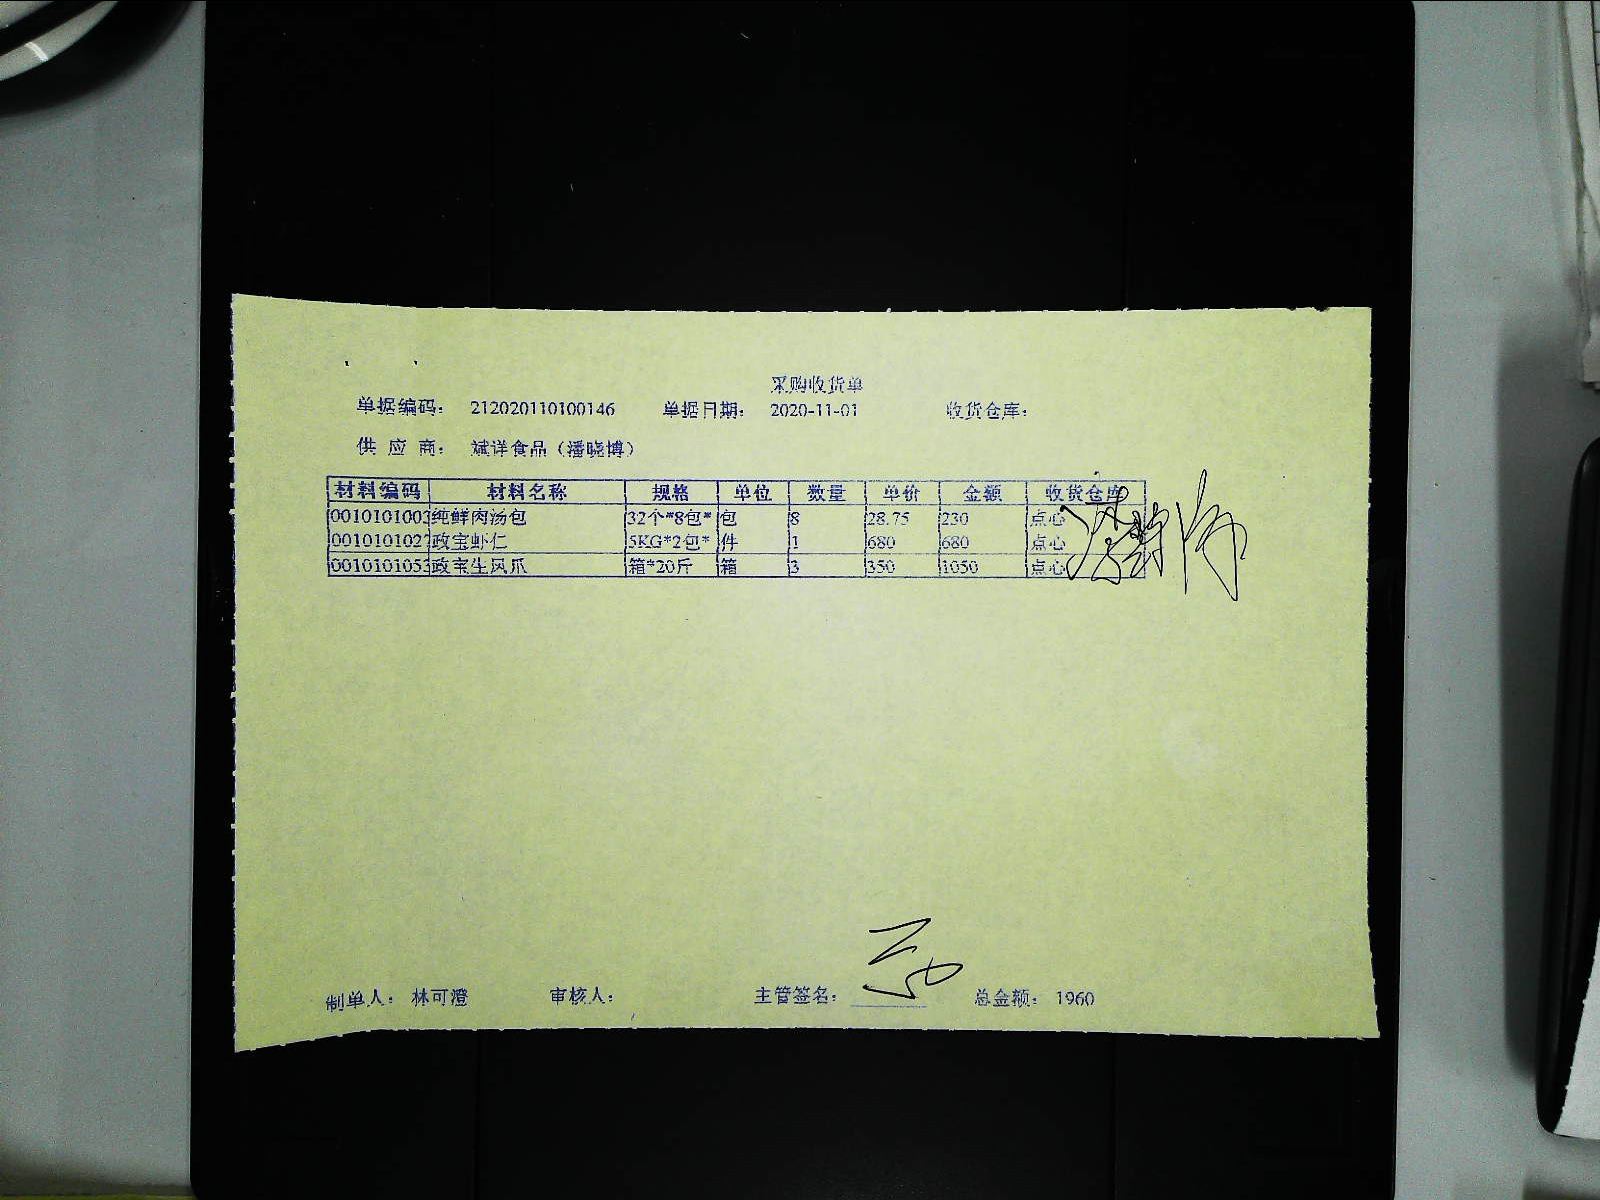 采购收货单
单据编码： 212020110100146 单据日期： 2020-11-01 收货仓库：
供 应 商： 斌详食品（潘晓博）
材料编码 材料名称 规格 单位 数量 单价 金额 收货仓库
0010101003 纯鲜肉汤包 32个*8包* 包 8 28.75 230 点心
0010101027 政宝虾仁 5KG*2包* 件 1 680 680 点心
0010101053 政宝生凤爪 箱*20斤 箱 3 350 1050 点心
制单人： 林可澄 审核人： 主管签名： 总金额： 1960